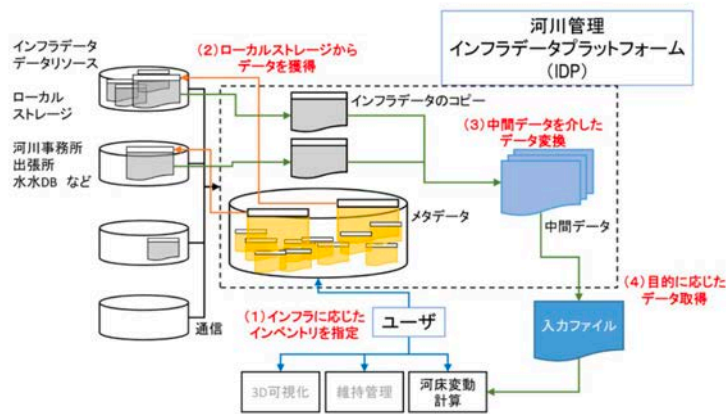 河川管理
インフラデータプラットフォーム
（IDP）
インフラデータ
データリソース
（2）ローカルストレージから
データを獲得
ローカル
ストレージ
インフラデータのコピー
（3）中間データを介した
データ変換
河川事務所
出張所
水水DB など
メタデータ
中間データ
（4）目的に応じた
データ取得
通信
（1）インフラに応じた
インベントリを指定
ユーザ
入力ファイル
3D可視化
維持管理
河床変動
計算